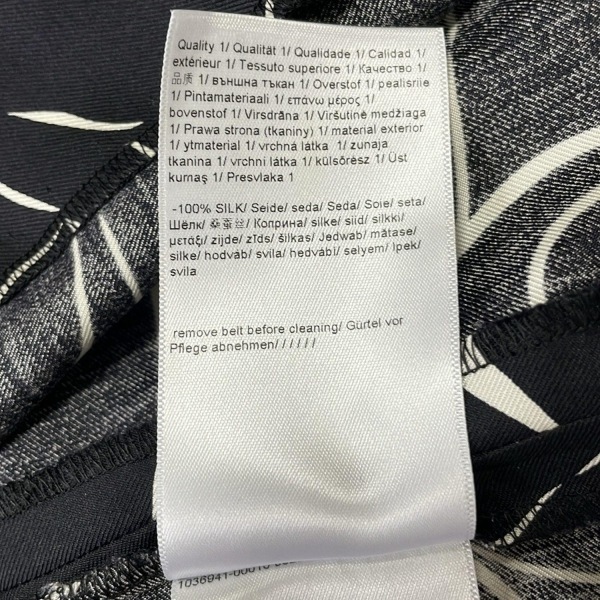 Quality 1/ Qualität 1/ Qualidade 1/ Calidad 1/
extérieur 1/ Tessuto superiore 1/ Качество 1/
品质 1/ външна тъкан 1/ Overstof 1/ pealisriie
1/ Pintamateriaali 1/ επάνω μέρος 1/
bovenstof 1/ Virsdrāna 1/ Viršutinė medžiaga
1/ Prawa strona (tkaniny) 1/ material exterior
1/ ytmaterial 1/ vrchná látka 1/ zunaja
tkanina 1/ vrchní látka 1/ külsőrész 1/ Üst
kumaş 1/ Presvlaka 1
-100% SILK/ Seide/ seda/ Seda/ Soie/ seta/
Шёлк/ 桑蚕丝/ Коприна/ silke/ siid/ silkki/
μετάξι/ zijde/ zīds/ šilkas/ Jedwab/ mătase/
silke/ hodváb/ svila/ hedvábí/ selyem/ Ipek/
svila
remove belt before cleaning/ Gürtel vor
Pflege abnehmen/ / / / / /